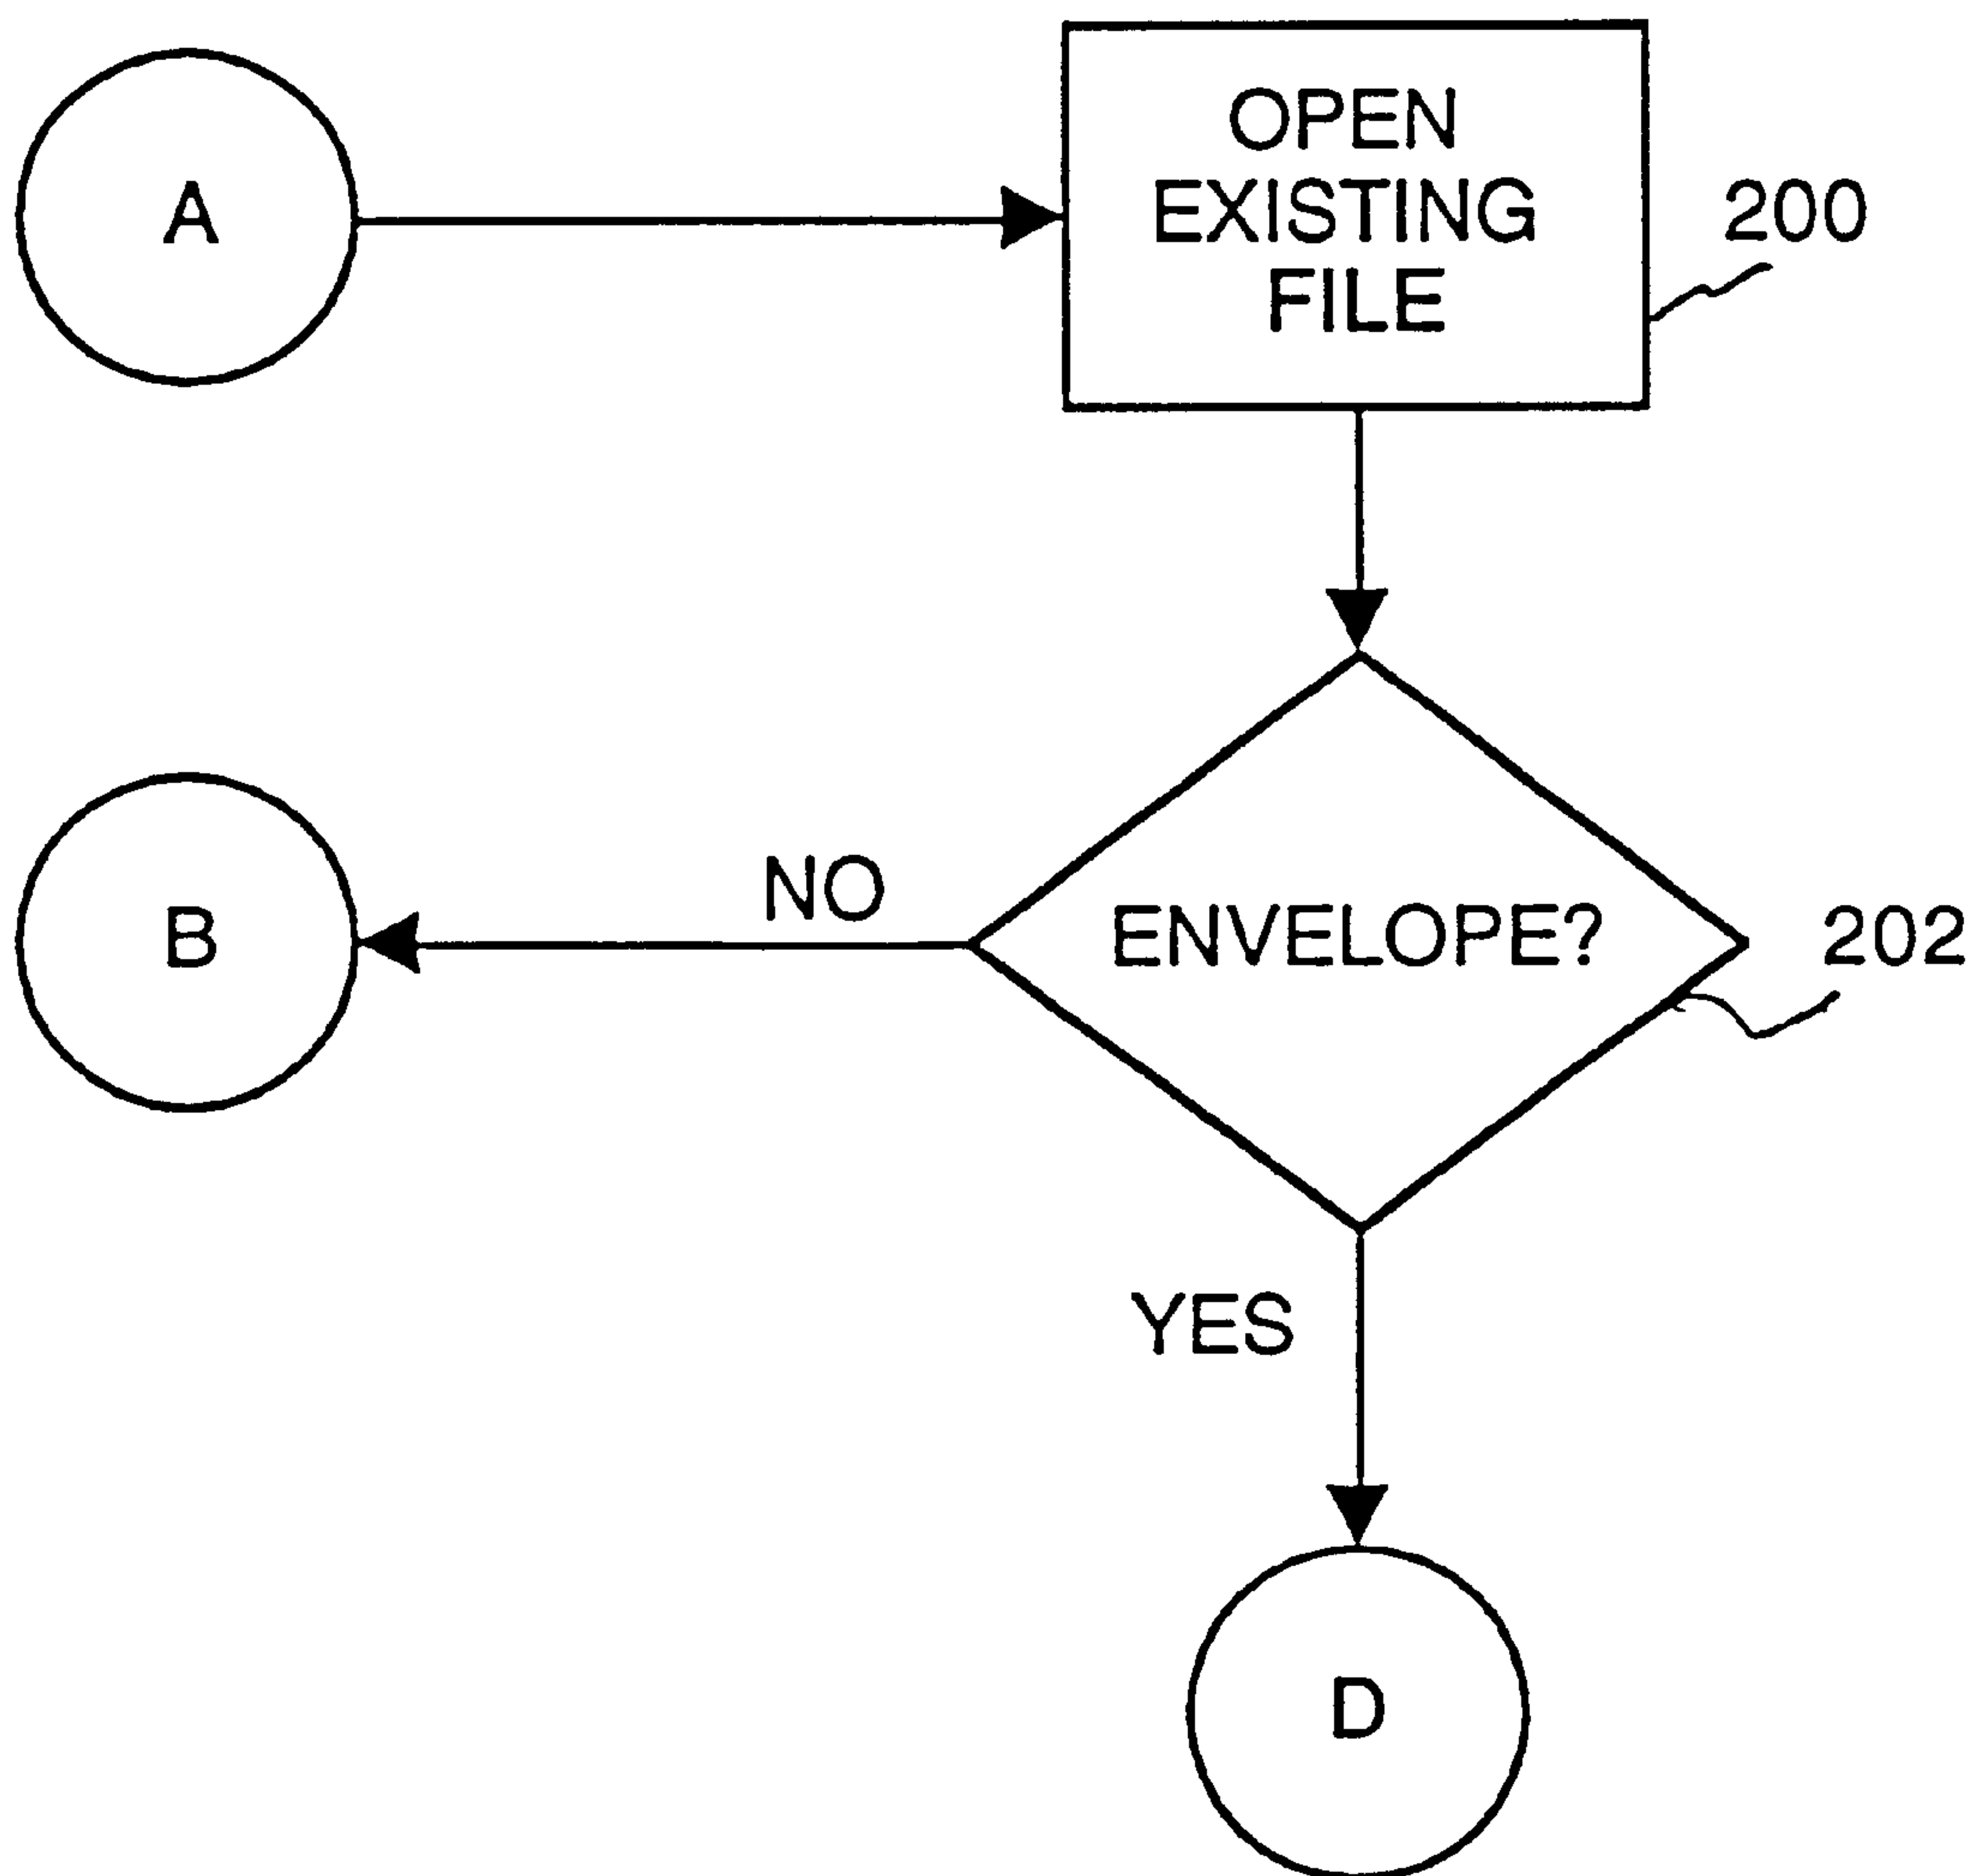 A
OPEN
EXISTING
FILE
200
B
NO
ENVELOPE?
202
YES
D